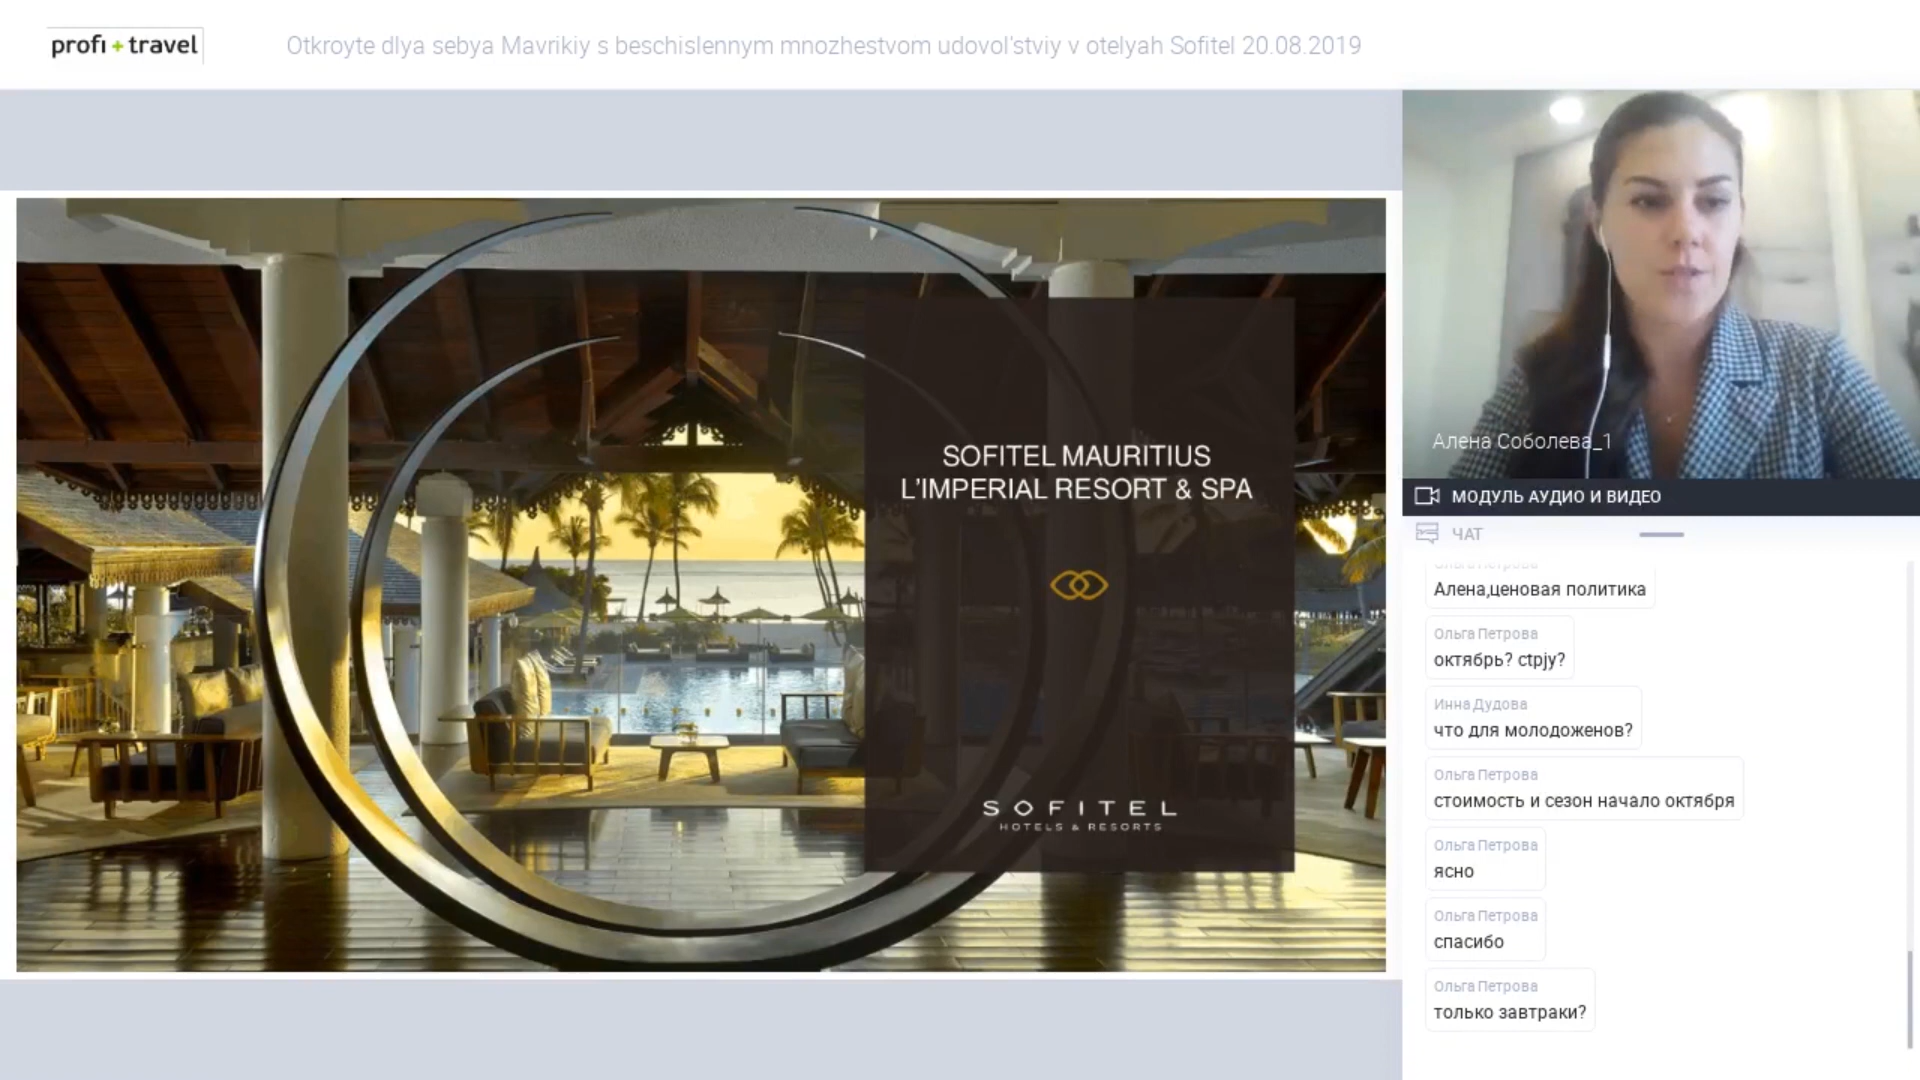 profi + travel
Otkroyte dlya sebya Mavrikiy s beschislennym mnozhestvom udovol'stviy v otelyah Sofitel 20.08.2019
SOFITEL MAURITIUS
L'IMPERIAL RESORT & SPA
SOFITEL
HOTELS & RESORTS
Алена Соболева_1
МОДУЛЬ АУДИО И ВИДЕО
ЧАТ
Ольга Петрова
Алена,ценовая политика
Ольга Петрова
октябрь? ctpjy?
Инна Дудова
что для молодоженов?
Ольга Петрова
стоимость и сезон начало октября
Ольга Петрова
ясно
Ольга Петрова
спасибо
Ольга Петрова
только завтраки?